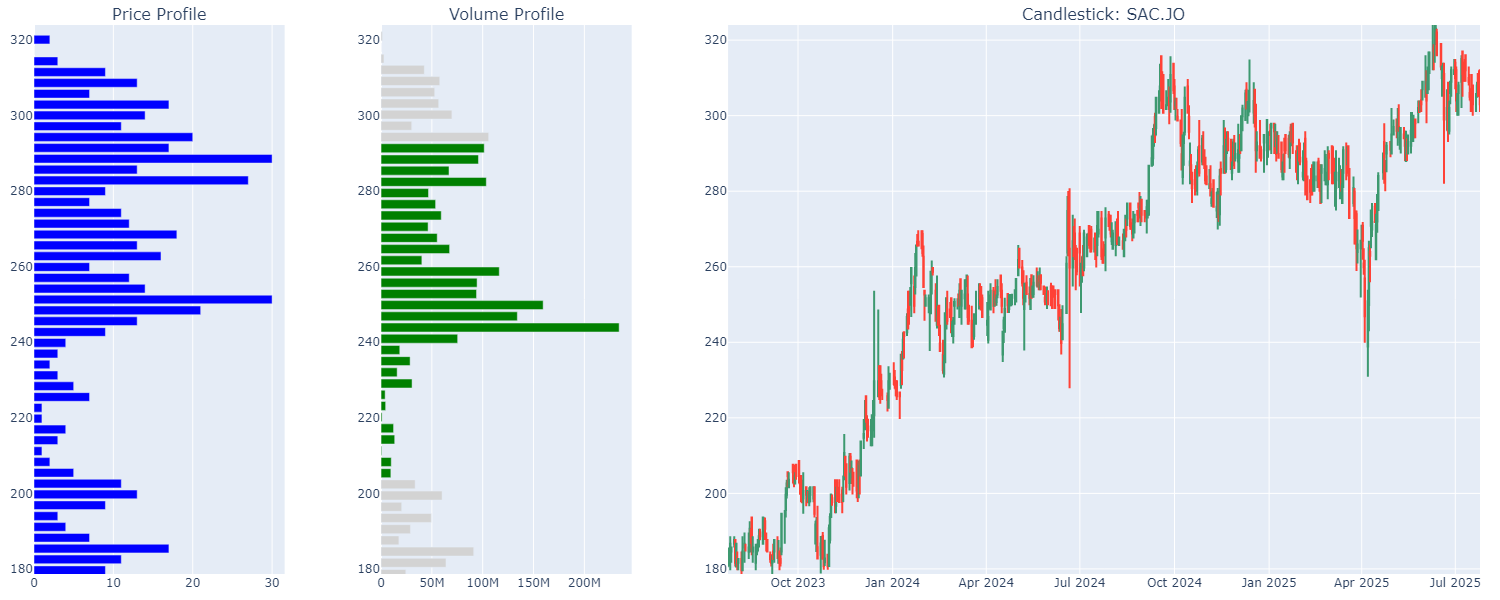 Price Profile
Volume Profile
Candlestick: SAC.JO
320
300
280
260
240
220
200
180
0
10
20
30
320
300
280
260
240
220
200
180
0
50M
100M
150M
200M
320
300
280
260
240
220
200
180
Oct 2023
Jan 2024
Apr 2024
Jul 2024
Oct 2024
Jan 2025
Apr 2025
Jul 2025